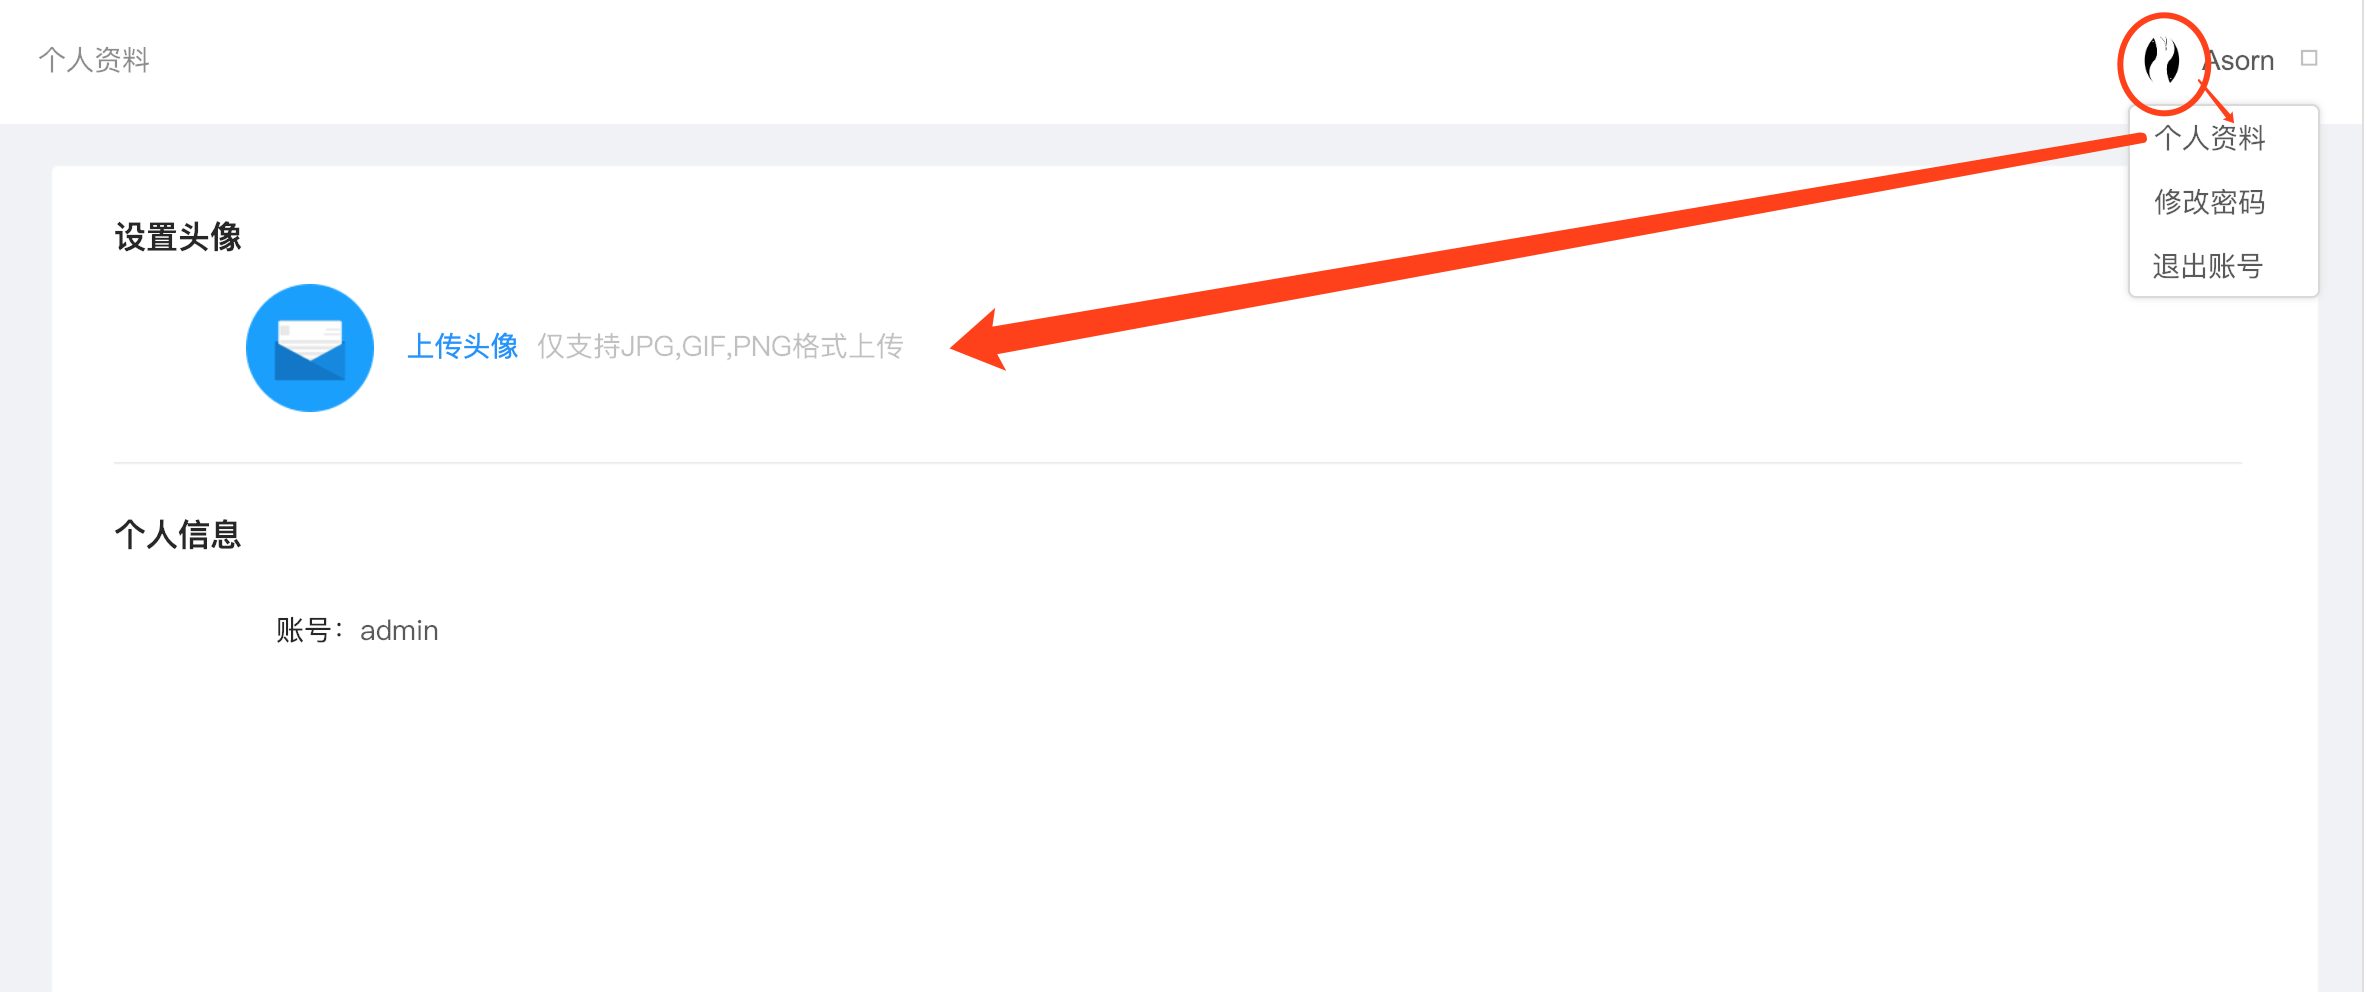 个人资料
Asorn
个人资料
修改密码
退出账号
设置头像
上传头像 仅支持JPG,GIF,PNG格式上传
个人信息
账号： admin